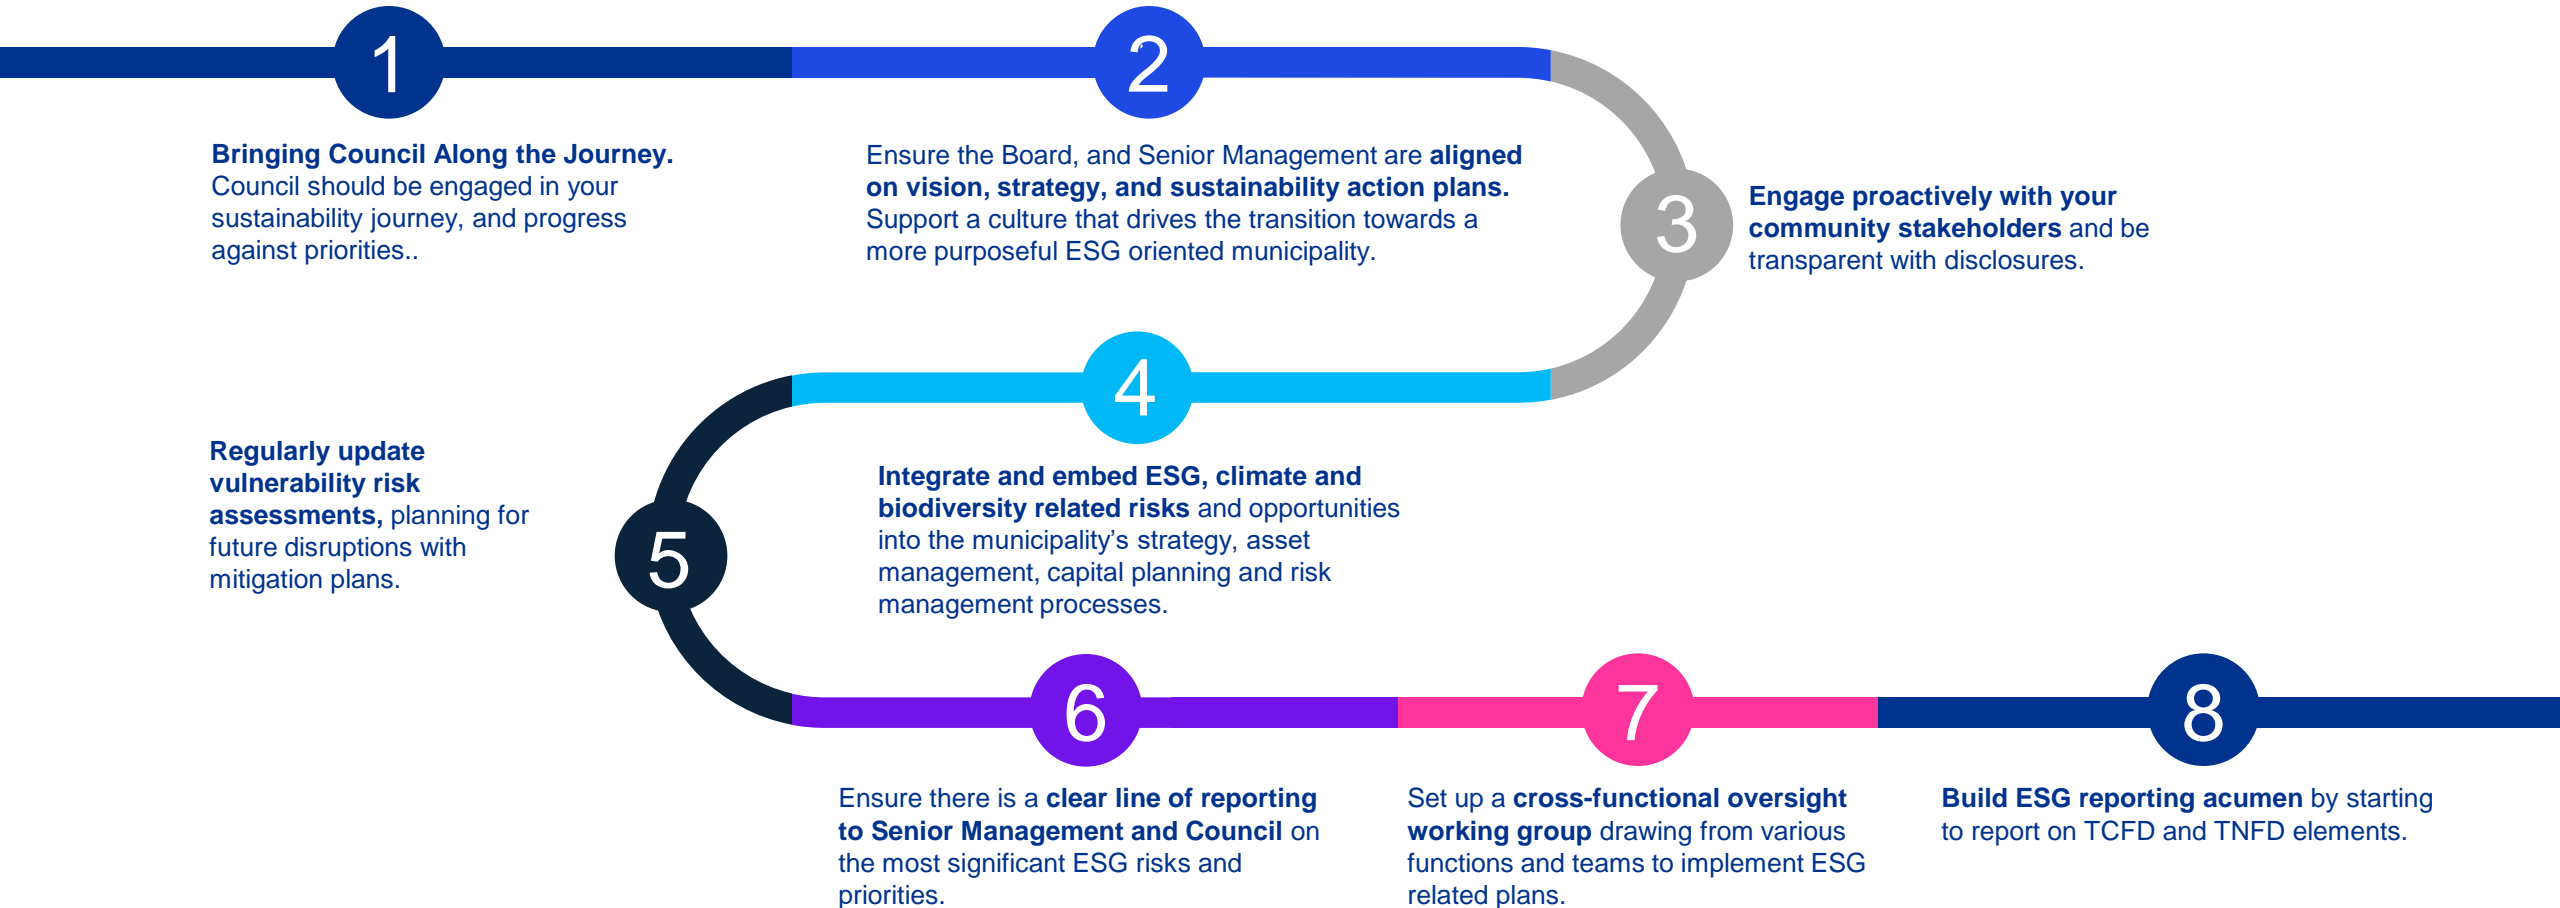 1
Bringing Council Along the Journey.
Council should be engaged in your
sustainability journey, and progress
against priorities..
2
Ensure the Board, and Senior Management are aligned
on vision, strategy, and sustainability action plans.
Support a culture that drives the transition towards a
more purposeful ESG oriented municipality.
3
Engage proactively with your
community stakeholders and be
transparent with disclosures.
4
Integrate and embed ESG, climate and
biodiversity related risks and opportunities
into the municipality's strategy, asset
management, capital planning and risk
management processes.
5
Regularly update
vulnerability risk
assessments, planning for
future disruptions with
mitigation plans.
6
Ensure there is a clear line of reporting
to Senior Management and Council on
the most significant ESG risks and
priorities.
7
Set up a cross-functional oversight
working group drawing from various
functions and teams to implement ESG
related plans.
8
Build ESG reporting acumen by starting
to report on TCFD and TNFD elements.